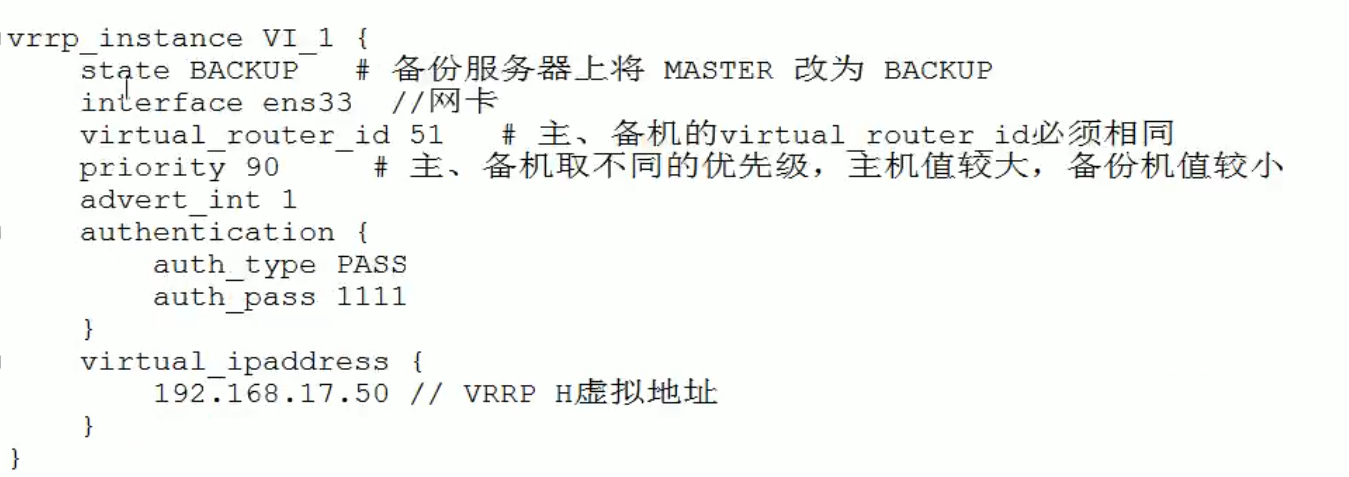 vrrp_instance VI_1 {
    state BACKUP   # 备份服务器上将 MASTER 改为 BACKUP
    interface ens33  //网卡
    virtual_router_id 51   # 主、备机的virtual_router_id必须相同
    priority 90     # 主、备机取不同的优先级，主机值较大，备份机值较小
    advert_int 1
    authentication {
        auth_type PASS
        auth_pass 1111
    }
    virtual_ipaddress {
        192.168.17.50 // VRRP H虚拟地址
    }
}